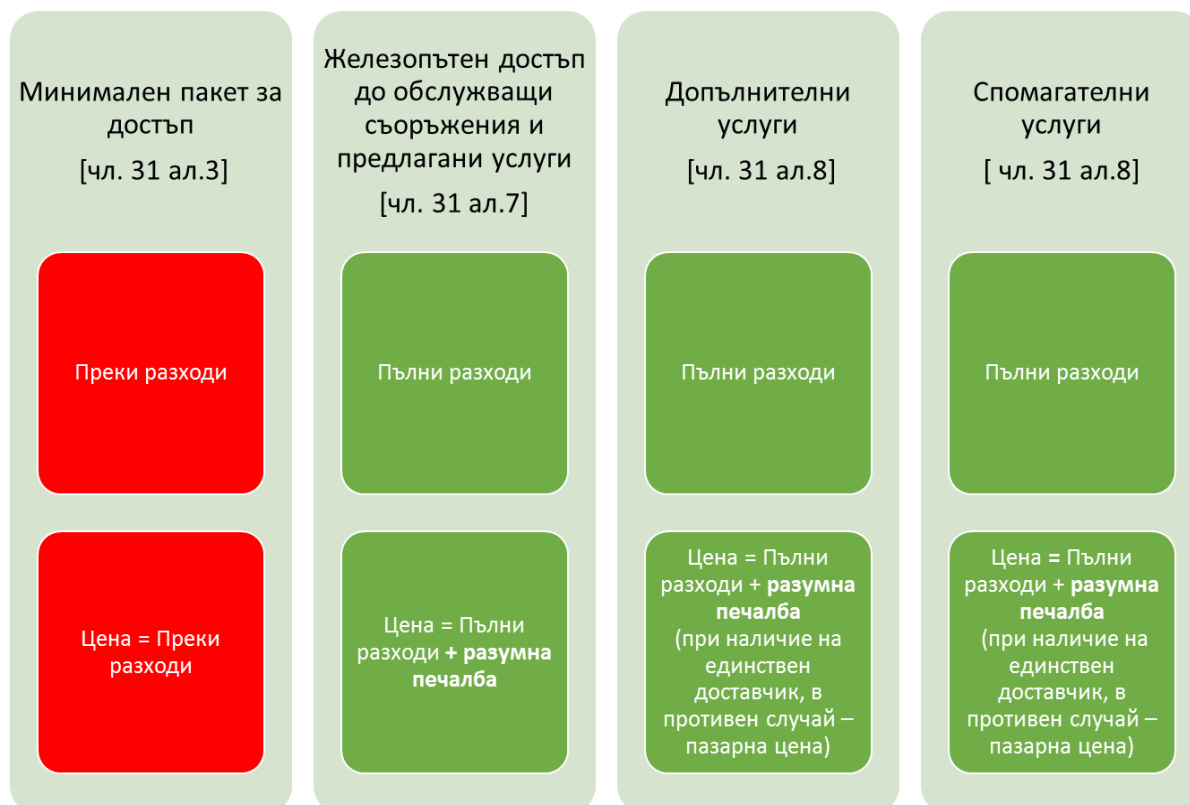 Минимален пакет за
достъп
[чл. 31 ал.3]
Преки разходи
Цена = Преки
разходи
Железопътен достъп
до обслужващи
съоръжения и
предлагани услуги
[чл. 31 ал.7]
Пълни разходи
Цена = Пълни
разходи + разумна
печалба
Допълнителни
услуги
[чл. 31 ал.8]
Пълни разходи
Цена = Пълни
разходи + разумна
печалба
(при наличие на
единствен
доставчик, в
противен случай –
пазарна цена)
Спомагателни
услуги
[ чл. 31 ал.8]
Пълни разходи
Цена = Пълни
разходи + разумна
печалба
(при наличие на
единствен
доставчик, в
противен случай –
пазарна цена)